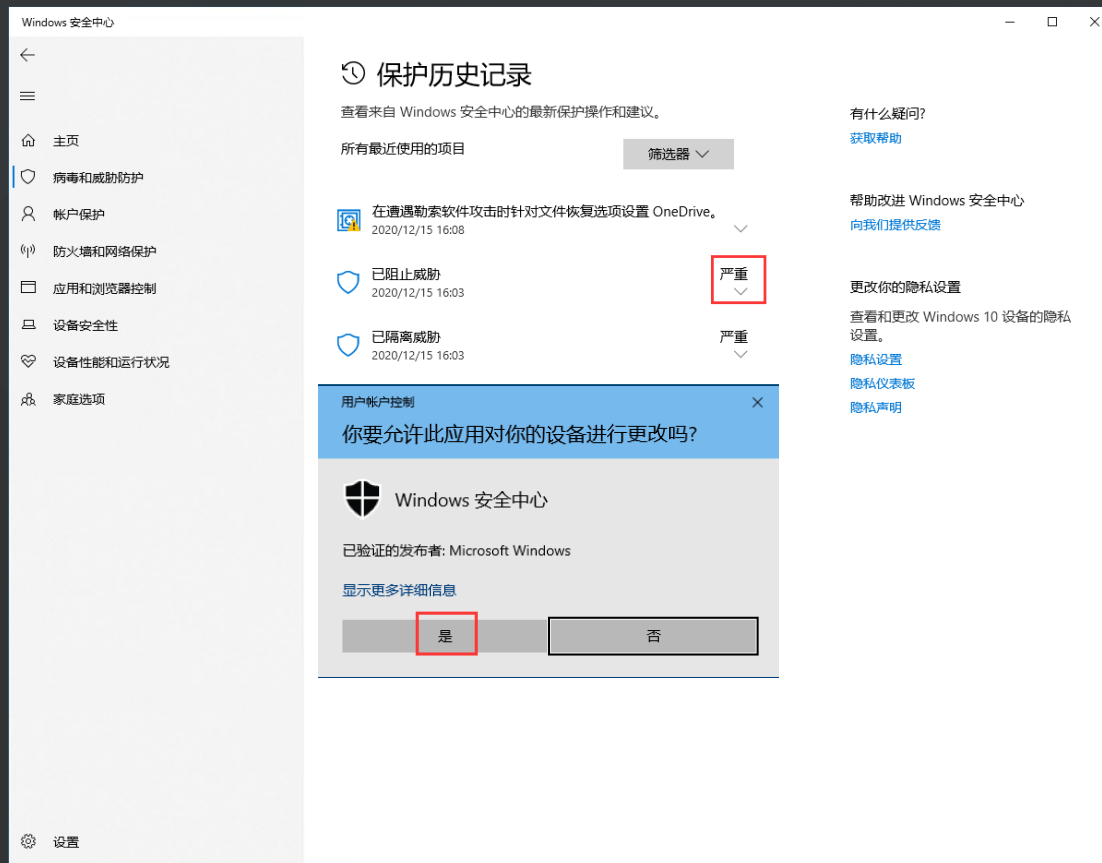 Windows 安全中心
主页
病毒和威胁防护
帐户保护
防火墙和网络保护
应用和浏览器控制
设备安全性
设备性能和运行状况
家庭选项
设置
保护历史记录
查看来自 Windows 安全中心的最新保护操作和建议。
所有最近使用的项目
筛选器
在遭遇勒索软件攻击时针对文件恢复选项设置 OneDrive。
2020/12/15 16:08
已阻止威胁
严重
2020/12/15 16:03
已隔离威胁
严重
2020/12/15 16:03
用户帐户控制
你要允许此应用对你的设备进行更改吗?
Windows 安全中心
已验证的发布者: Microsoft Windows
显示更多详细信息
是
否
有什么疑问?
获取帮助
帮助改进 Windows 安全中心
向我们提供反馈
更改你的隐私设置
查看和更改 Windows 10 设备的隐私
设置。
隐私设置
隐私仪表板
隐私声明